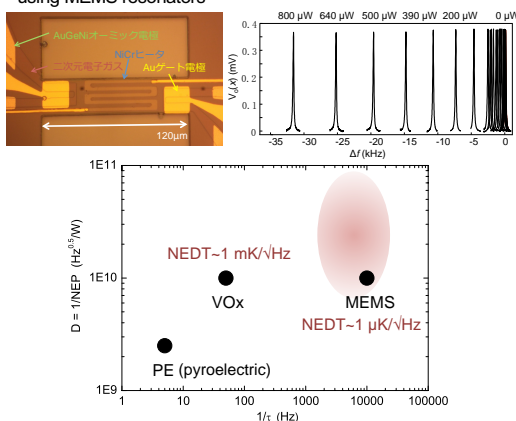 using MEMS resonators
AuGeNiオーミック電極
NiCrヒータ
二次元電子ガス
Auゲート電極
120μm
800 μW 640 μW 500 μW 390 μW 200 μW 0 μW
0.4
0.3
0.2
0.1
0
V₀(x) (mV)
-35 -30 -25 -20 -15 -10 -5 0
Δf (kHz)
1E11
1E10
1E9
D = 1/NEP (Hz^0.5/W)
NEDT~1 mK/√Hz
VOx
MEMS
NEDT~1 μK/√Hz
PE (pyroelectric)
1 10 100 1000 10000 100000
1/τ (Hz)